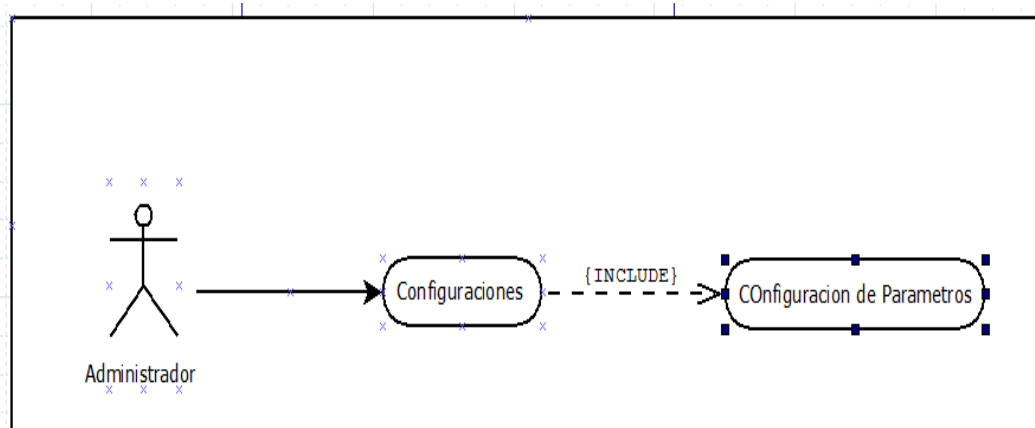 {INCLUDE}
Configuraciones
COnfiguracion de Parametros
Administrador